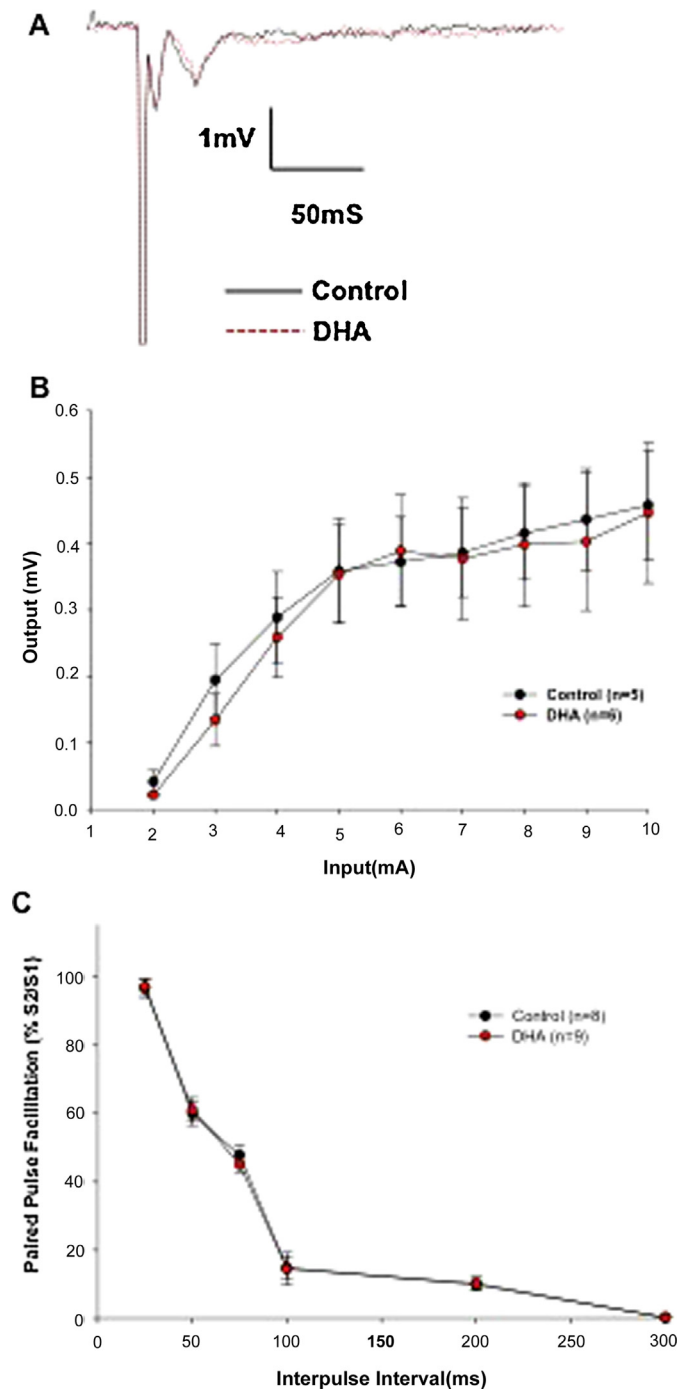 A
1mV
50mS
Control
DHA
B
Output (mV)
0.6
0.5
0.4
0.3
0.2
0.1
0.0
Control (n=5)
DHA (n=6)
1 2 3 4 5 6 7 8 9 10
Input(mA)
C
Paired Pulse Facilitation (% S2/S1)
100
80
60
40
20
0
Control (n=8)
DHA (n=9)
0 50 100 150 200 250 300
Interpulse Interval(ms)